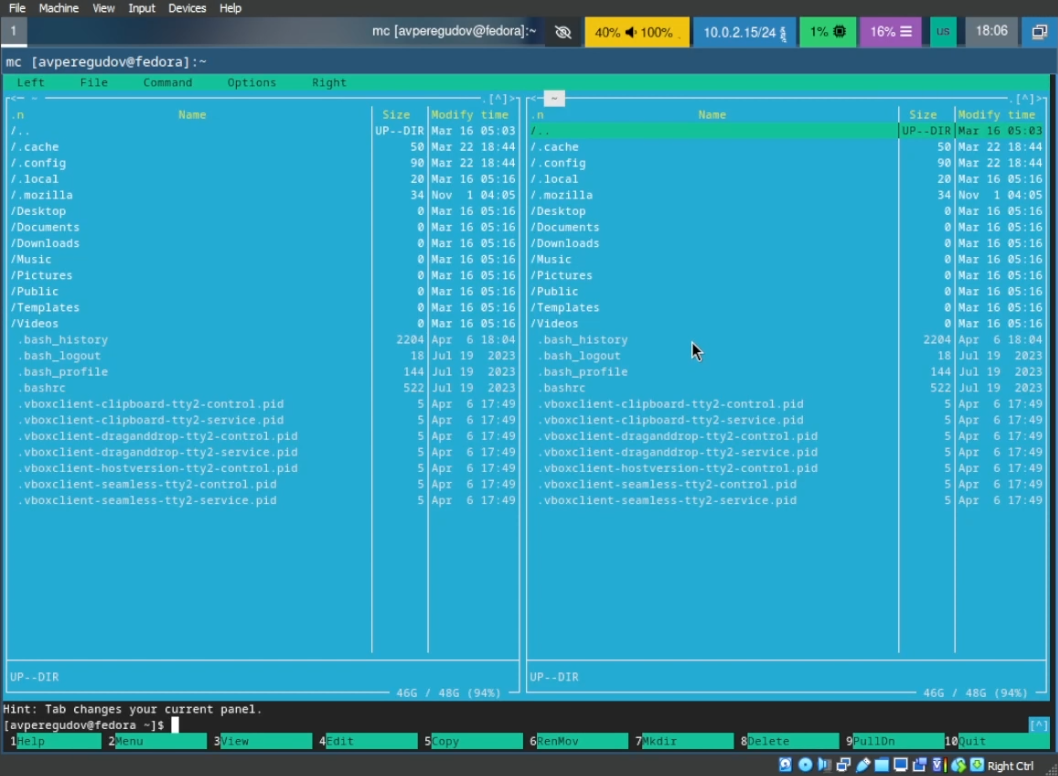 File Machine View Input Devices Help
1 mc [avperegudov@fedora]:~ 40% 100% 10.0.2.15/24 1% 16% us 18:06
mc [avperegudov@fedora]:~
Left File Command Options Right
<─ ~ .[^]> <─ ~ .[^]>
.n Name Size Modify time .n Name Size Modify time
/.. UP--DIR Mar 16 05:03 /.. UP--DIR Mar 16 05:03
/.cache 50 Mar 22 18:44 /.cache 50 Mar 22 18:44
/.config 90 Mar 22 18:44 /.config 90 Mar 22 18:44
/.local 20 Mar 16 05:16 /.local 20 Mar 16 05:16
/.mozilla 34 Nov 1 04:05 /.mozilla 34 Nov 1 04:05
/Desktop 0 Mar 16 05:16 /Desktop 0 Mar 16 05:16
/Documents 0 Mar 16 05:16 /Documents 0 Mar 16 05:16
/Downloads 0 Mar 16 05:16 /Downloads 0 Mar 16 05:16
/Music 0 Mar 16 05:16 /Music 0 Mar 16 05:16
/Pictures 0 Mar 16 05:16 /Pictures 0 Mar 16 05:16
/Public 0 Mar 16 05:16 /Public 0 Mar 16 05:16
/Templates 0 Mar 16 05:16 /Templates 0 Mar 16 05:16
/Videos 0 Mar 16 05:16 /Videos 0 Mar 16 05:16
.bash_history 2204 Apr 6 18:04 .bash_history 2204 Apr 6 18:04
.bash_logout 18 Jul 19 2023 .bash_logout 18 Jul 19 2023
.bash_profile 144 Jul 19 2023 .bash_profile 144 Jul 19 2023
.bashrc 522 Jul 19 2023 .bashrc 522 Jul 19 2023
.vboxclient-clipboard-tty2-control.pid 5 Apr 6 17:49 .vboxclient-clipboard-tty2-control.pid 5 Apr 6 17:49
.vboxclient-clipboard-tty2-service.pid 5 Apr 6 17:49 .vboxclient-clipboard-tty2-service.pid 5 Apr 6 17:49
.vboxclient-draganddrop-tty2-control.pid 5 Apr 6 17:49 .vboxclient-draganddrop-tty2-control.pid 5 Apr 6 17:49
.vboxclient-draganddrop-tty2-service.pid 5 Apr 6 17:49 .vboxclient-draganddrop-tty2-service.pid 5 Apr 6 17:49
.vboxclient-hostversion-tty2-control.pid 5 Apr 6 17:49 .vboxclient-hostversion-tty2-control.pid 5 Apr 6 17:49
.vboxclient-seamless-tty2-control.pid 5 Apr 6 17:49 .vboxclient-seamless-tty2-control.pid 5 Apr 6 17:49
.vboxclient-seamless-tty2-service.pid 5 Apr 6 17:49 .vboxclient-seamless-tty2-service.pid 5 Apr 6 17:49
UP--DIR UP--DIR
46G / 48G (94%) 46G / 48G (94%)
Hint: Tab changes your current panel.
[avperegudov@fedora ~]$ [^]
1Help 2Menu 3View 4Edit 5Copy 6RenMov 7Mkdir 8Delete 9PullDn 10Quit
Right Ctrl